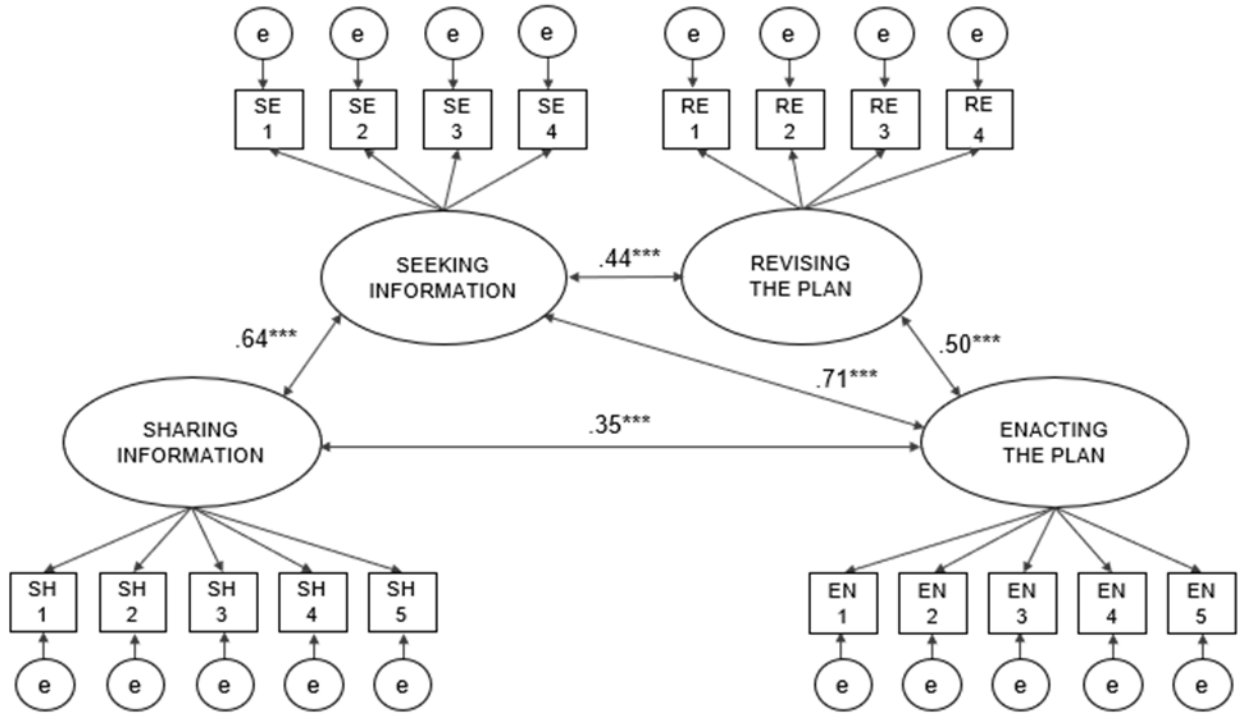 e e e e e e e e
SE SE SE SE RE RE RE RE
1 2 3 4 1 2 3 4
SEEKING
INFORMATION
.44***
REVISING
THE PLAN
.64***
.50***
.71***
.35***
SHARING
INFORMATION
ENACTING
THE PLAN
SH SH SH SH SH EN EN EN EN EN
1 2 3 4 5 1 2 3 4 5
e e e e e e e e e e